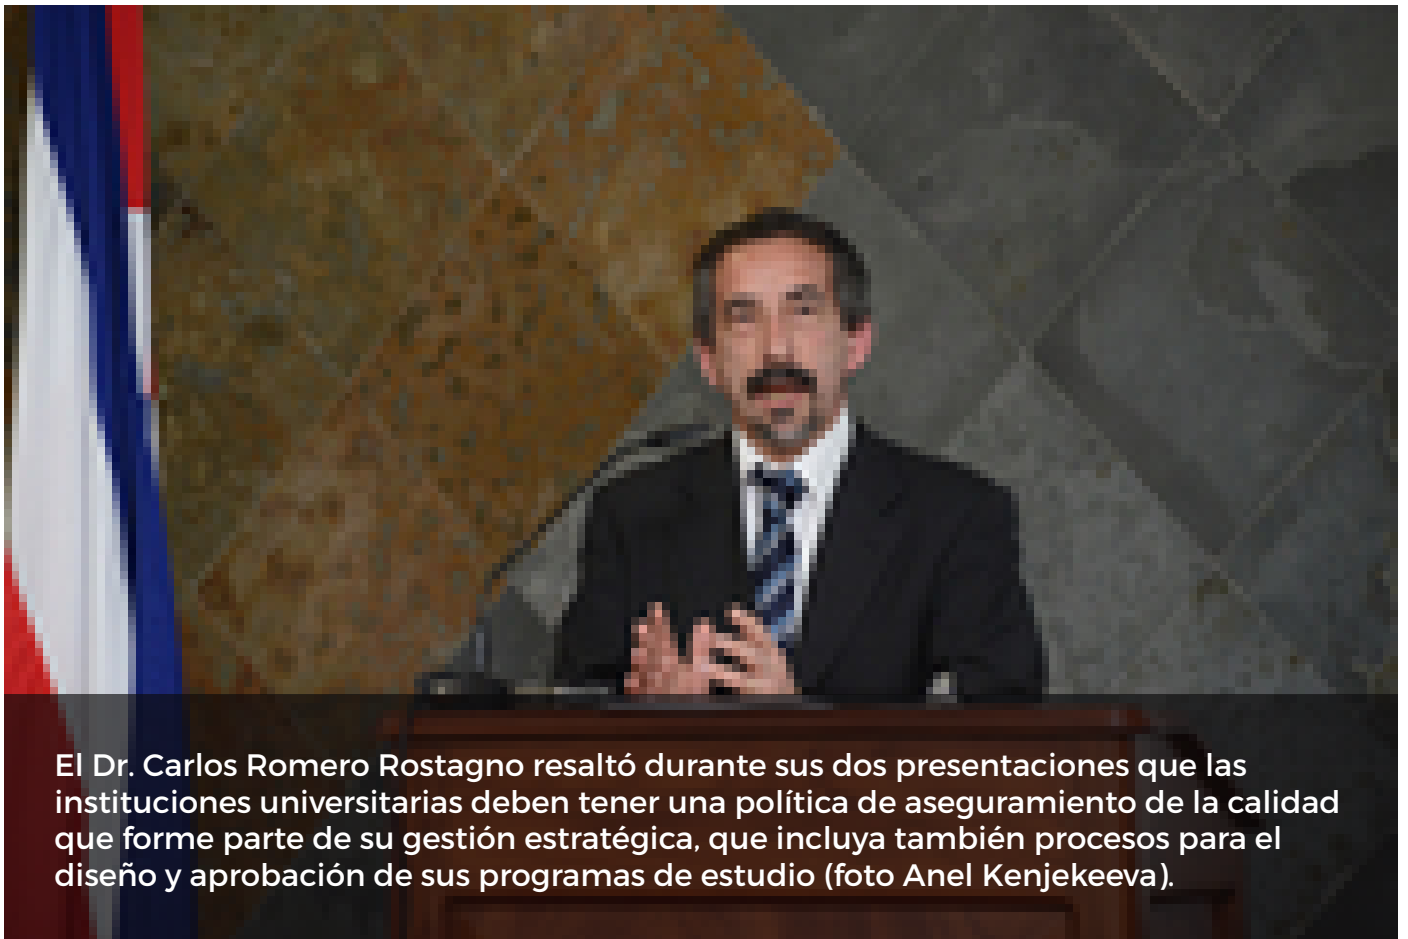 El Dr. Carlos Romero Rostagno resaltó durante sus dos presentaciones que las
instituciones universitarias deben tener una política de aseguramiento de la calidad
que forme parte de su gestión estratégica, que incluya también procesos para el
diseño y aprobación de sus programas de estudio (foto Anel Kenjekeeva).